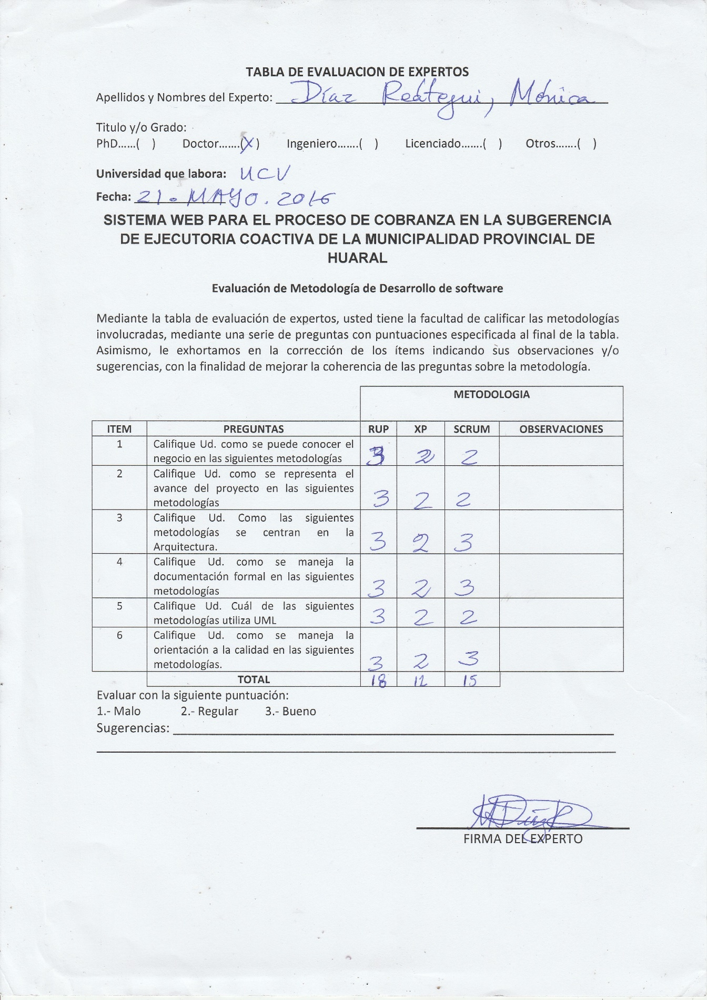 TABLA DE EVALUACION DE EXPERTOS
Apellidos y Nombres del Experto: Díaz Reátegui, Mónica
Titulo y/o Grado:
PhD......( ) Doctor.......(X) Ingeniero.......( ) Licenciado.......( ) Otros.......( )
Universidad que labora: UCV
Fecha: 21. MAYO. 2016
SISTEMA WEB PARA EL PROCESO DE COBRANZA EN LA SUBGERENCIA
DE EJECUTORIA COACTIVA DE LA MUNICIPALIDAD PROVINCIAL DE
HUARAL
Evaluación de Metodología de Desarrollo de software
Mediante la tabla de evaluación de expertos, usted tiene la facultad de calificar las metodologías
involucradas, mediante una serie de preguntas con puntuaciones especificada al final de la tabla.
Asimismo, le exhortamos en la corrección de los ítems indicando sus observaciones y/o
sugerencias, con la finalidad de mejorar la coherencia de las preguntas sobre la metodología.
METODOLOGIA
ITEM PREGUNTAS RUP XP SCRUM OBSERVACIONES
1 Califique Ud. como se puede conocer el
negocio en las siguientes metodologías 3 2 2
2 Califique Ud. como se representa el
avance del proyecto en las siguientes
metodologías 3 2 2
3 Califique Ud. Como las siguientes
metodologías se centran en la
Arquitectura. 3 2 3
4 Califique Ud. como se maneja la
documentación formal en las siguientes
metodologías 3 2 3
5 Califique Ud. Cuál de las siguientes
metodologías utiliza UML 3 2 2
6 Califique Ud. como se maneja la
orientación a la calidad en las siguientes
metodologías. 3 2 3
TOTAL 18 12 15
Evaluar con la siguiente puntuación:
1.- Malo 2.- Regular 3.- Bueno
Sugerencias:
FIRMA DEL EXPERTO